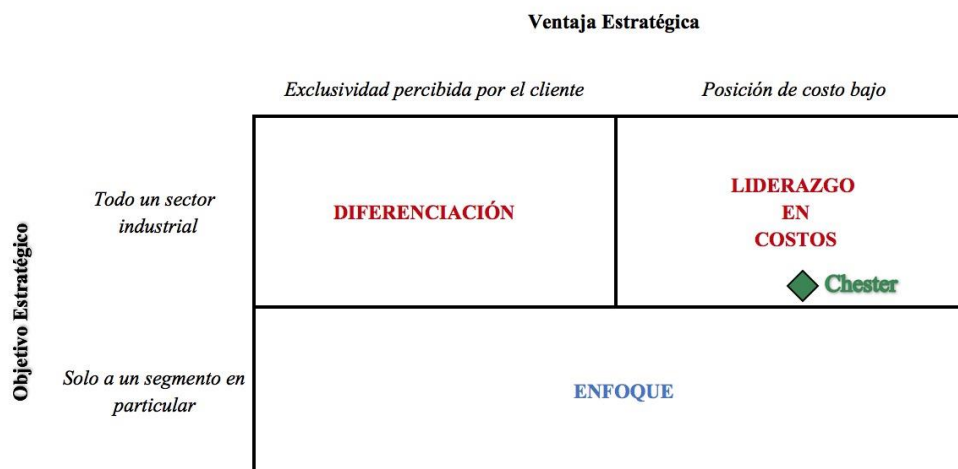 Ventaja Estratégica
Exclusividad percibida por el cliente
Posición de costo bajo
Objetivo Estratégico
Todo un sector
industrial
DIFERENCIACIÓN
LIDERAZGO
EN
COSTOS
Chester
Solo a un segmento en
particular
ENFOQUE